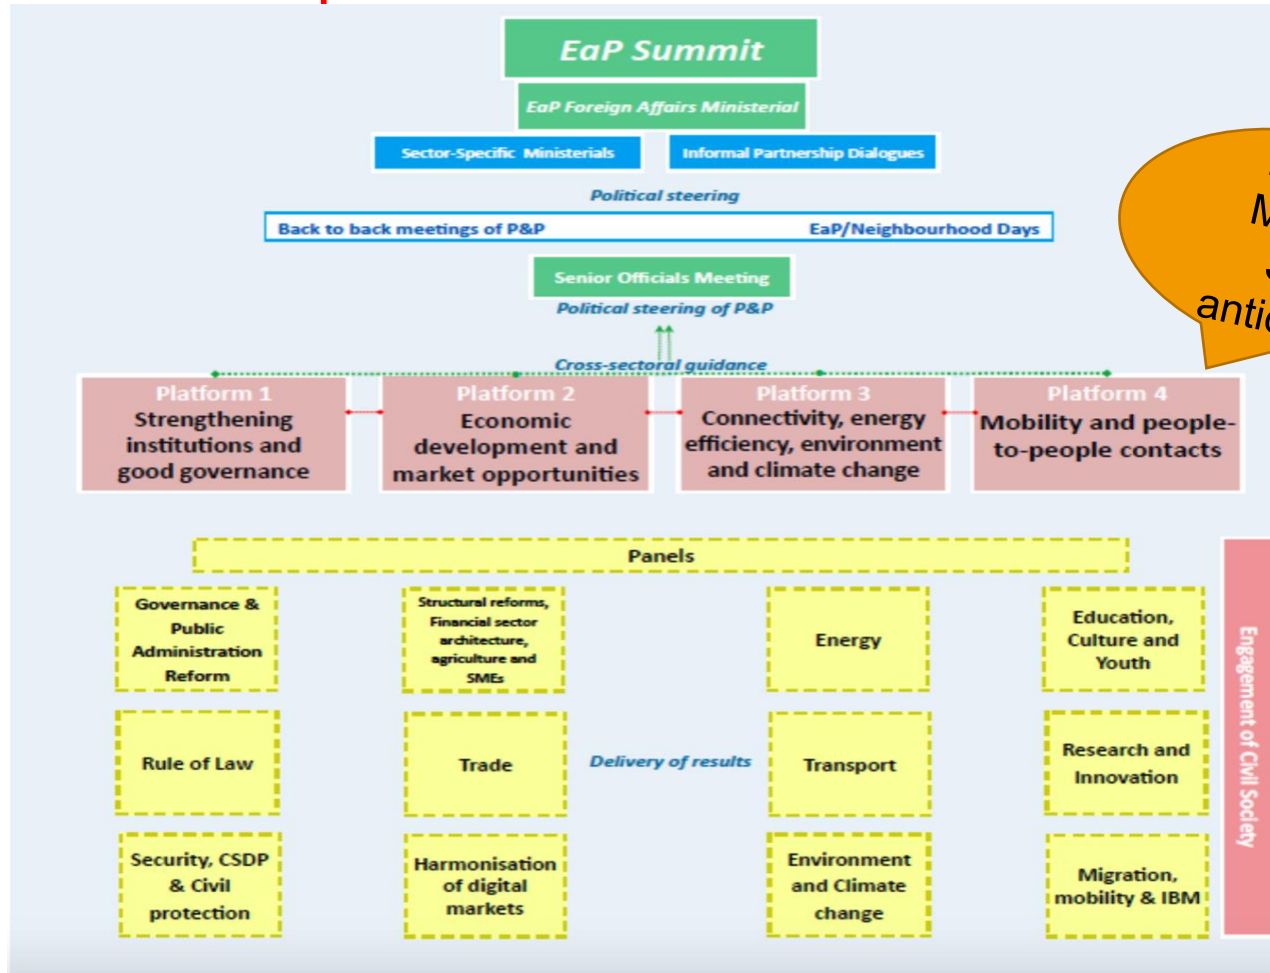 EaP Summit
EaP Foreign Affairs Ministerial
Sector-Specific Ministerials
Informal Partnership Dialogues
Political steering
Back to back meetings of P&P
EaP/Neighbourhood Days
Senior Officials Meeting
Political steering of P&P
Cross-sectoral guidance
Platform 1
Strengthening
institutions and
good governance
Platform 2
Economic
development and
market opportunities
Platform 3
Connectivity, energy
efficiency, environment
and climate change
Platform 4
Mobility and people-
to-people contacts
Panels
Governance &
Public
Administration
Reform
Structural reforms,
Financial sector
architecture,
agriculture and
SMEs
Energy
Education,
Culture and
Youth
Rule of Law
Trade
Delivery of results
Transport
Research and
Innovation
Security, CSDP
& Civil
protection
Harmonisation
of digital
markets
Environment
and Climate
change
Migration,
mobility & IBM
Engagement of Civil Society